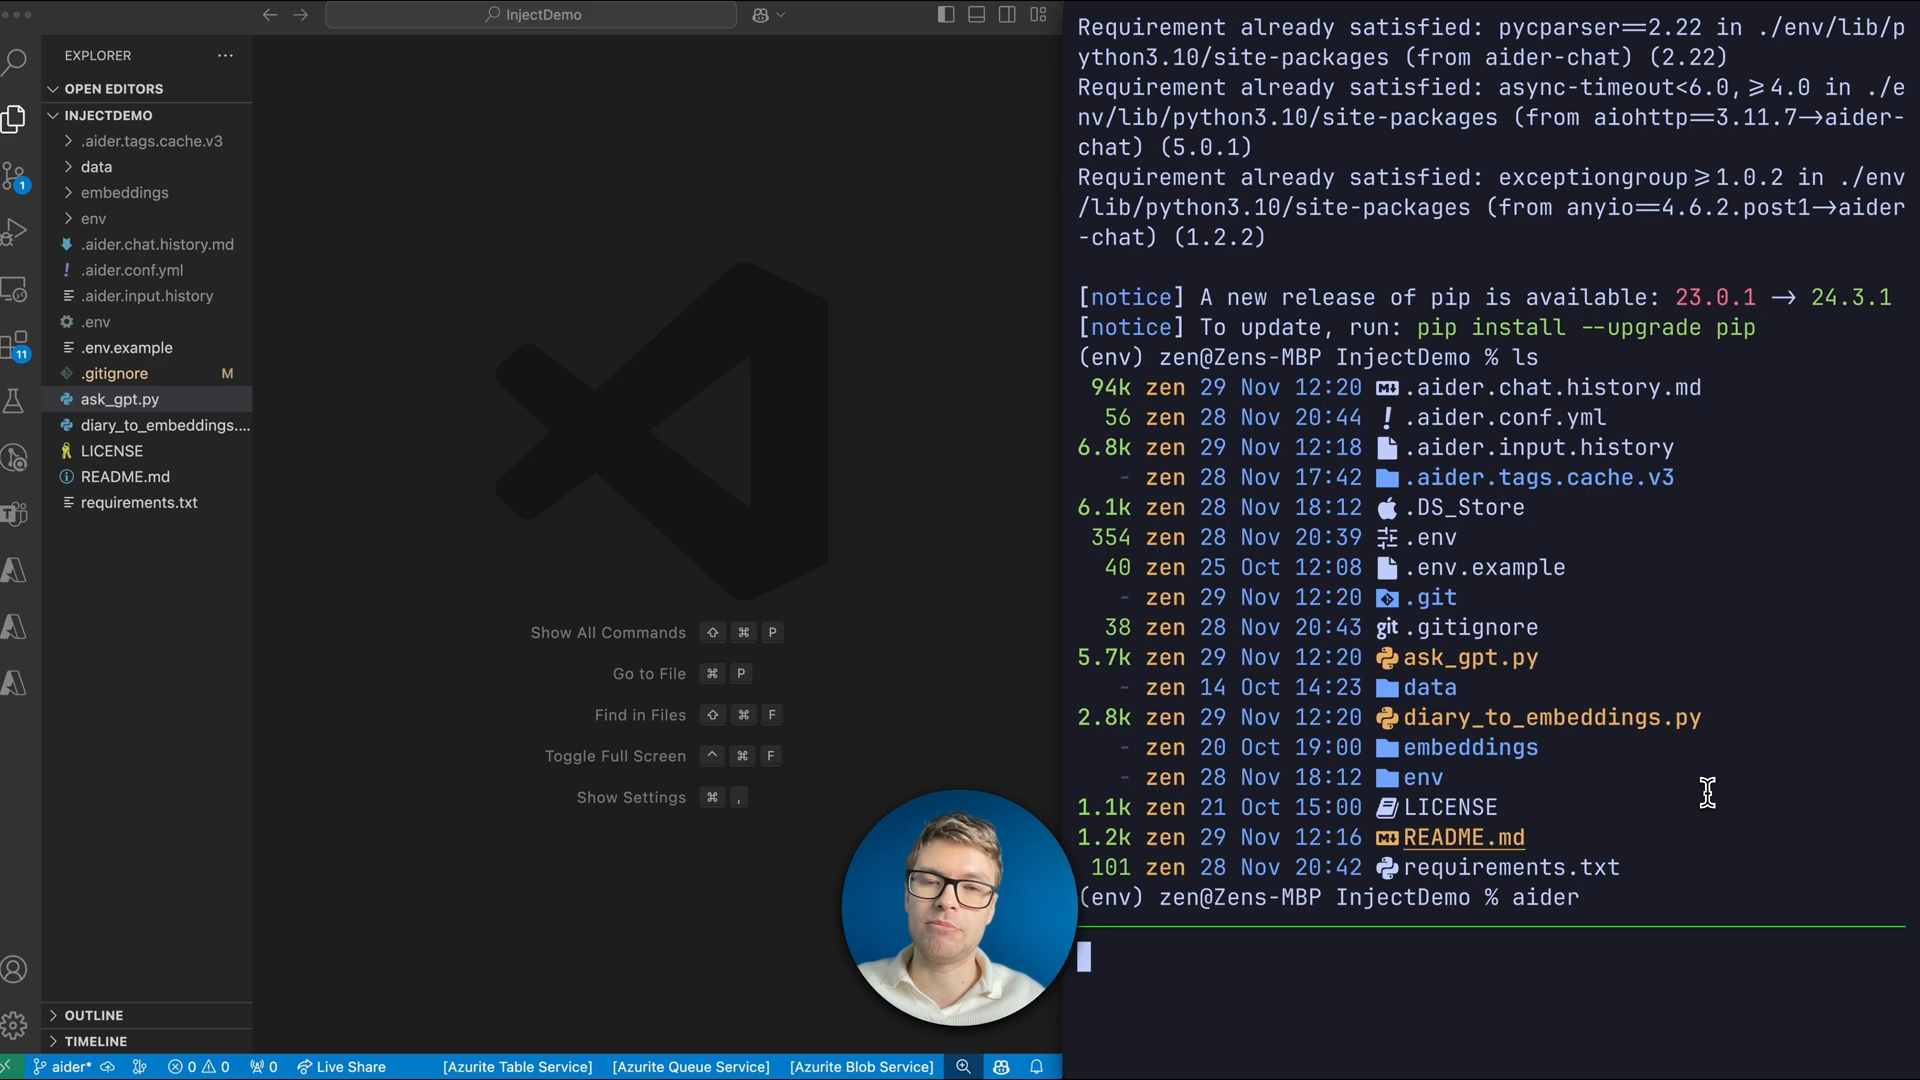 InjectDemo
EXPLORER
OPEN EDITORS
INJECTDEMO
.aider.tags.cache.v3
data
embeddings
env
.aider.chat.history.md
.aider.conf.yml
.aider.input.history
.env
.env.example
.gitignore M
ask_gpt.py
diary_to_embeddings....
LICENSE
README.md
requirements.txt
1
11
OUTLINE
TIMELINE
Show All Commands ⇧ ⌘ P
Go to File ⌘ P
Find in Files ⇧ ⌘ F
Toggle Full Screen ^ ⌘ F
Show Settings ⌘ ,
aider* 0 0 0 Live Share [Azurite Table Service] [Azurite Queue Service] [Azurite Blob Service]
Requirement already satisfied: pycparser==2.22 in ./env/lib/p
ython3.10/site-packages (from aider-chat) (2.22)
Requirement already satisfied: async-timeout<6.0,>=4.0 in ./e
nv/lib/python3.10/site-packages (from aiohttp==3.11.7->aider-
chat) (5.0.1)
Requirement already satisfied: exceptiongroup>=1.0.2 in ./env
/lib/python3.10/site-packages (from anyio==4.6.2.post1->aider
-chat) (1.2.2)
[notice] A new release of pip is available: 23.0.1 -> 24.3.1
[notice] To update, run: pip install --upgrade pip
(env) zen@Zens-MBP InjectDemo % ls
94k zen 29 Nov 12:20 .aider.chat.history.md
56 zen 28 Nov 20:44 ! .aider.conf.yml
6.8k zen 29 Nov 12:18 .aider.input.history
- zen 28 Nov 17:42 .aider.tags.cache.v3
6.1k zen 28 Nov 18:12 .DS_Store
354 zen 28 Nov 20:39 .env
40 zen 25 Oct 12:08 .env.example
- zen 29 Nov 12:20 .git
38 zen 28 Nov 20:43 git .gitignore
5.7k zen 29 Nov 12:20 ask_gpt.py
- zen 14 Oct 14:23 data
2.8k zen 29 Nov 12:20 diary_to_embeddings.py
- zen 20 Oct 19:00 embeddings
- zen 28 Nov 18:12 env
1.1k zen 21 Oct 15:00 LICENSE
1.2k zen 29 Nov 12:16 README.md
101 zen 28 Nov 20:42 requirements.txt
(env) zen@Zens-MBP InjectDemo % aider